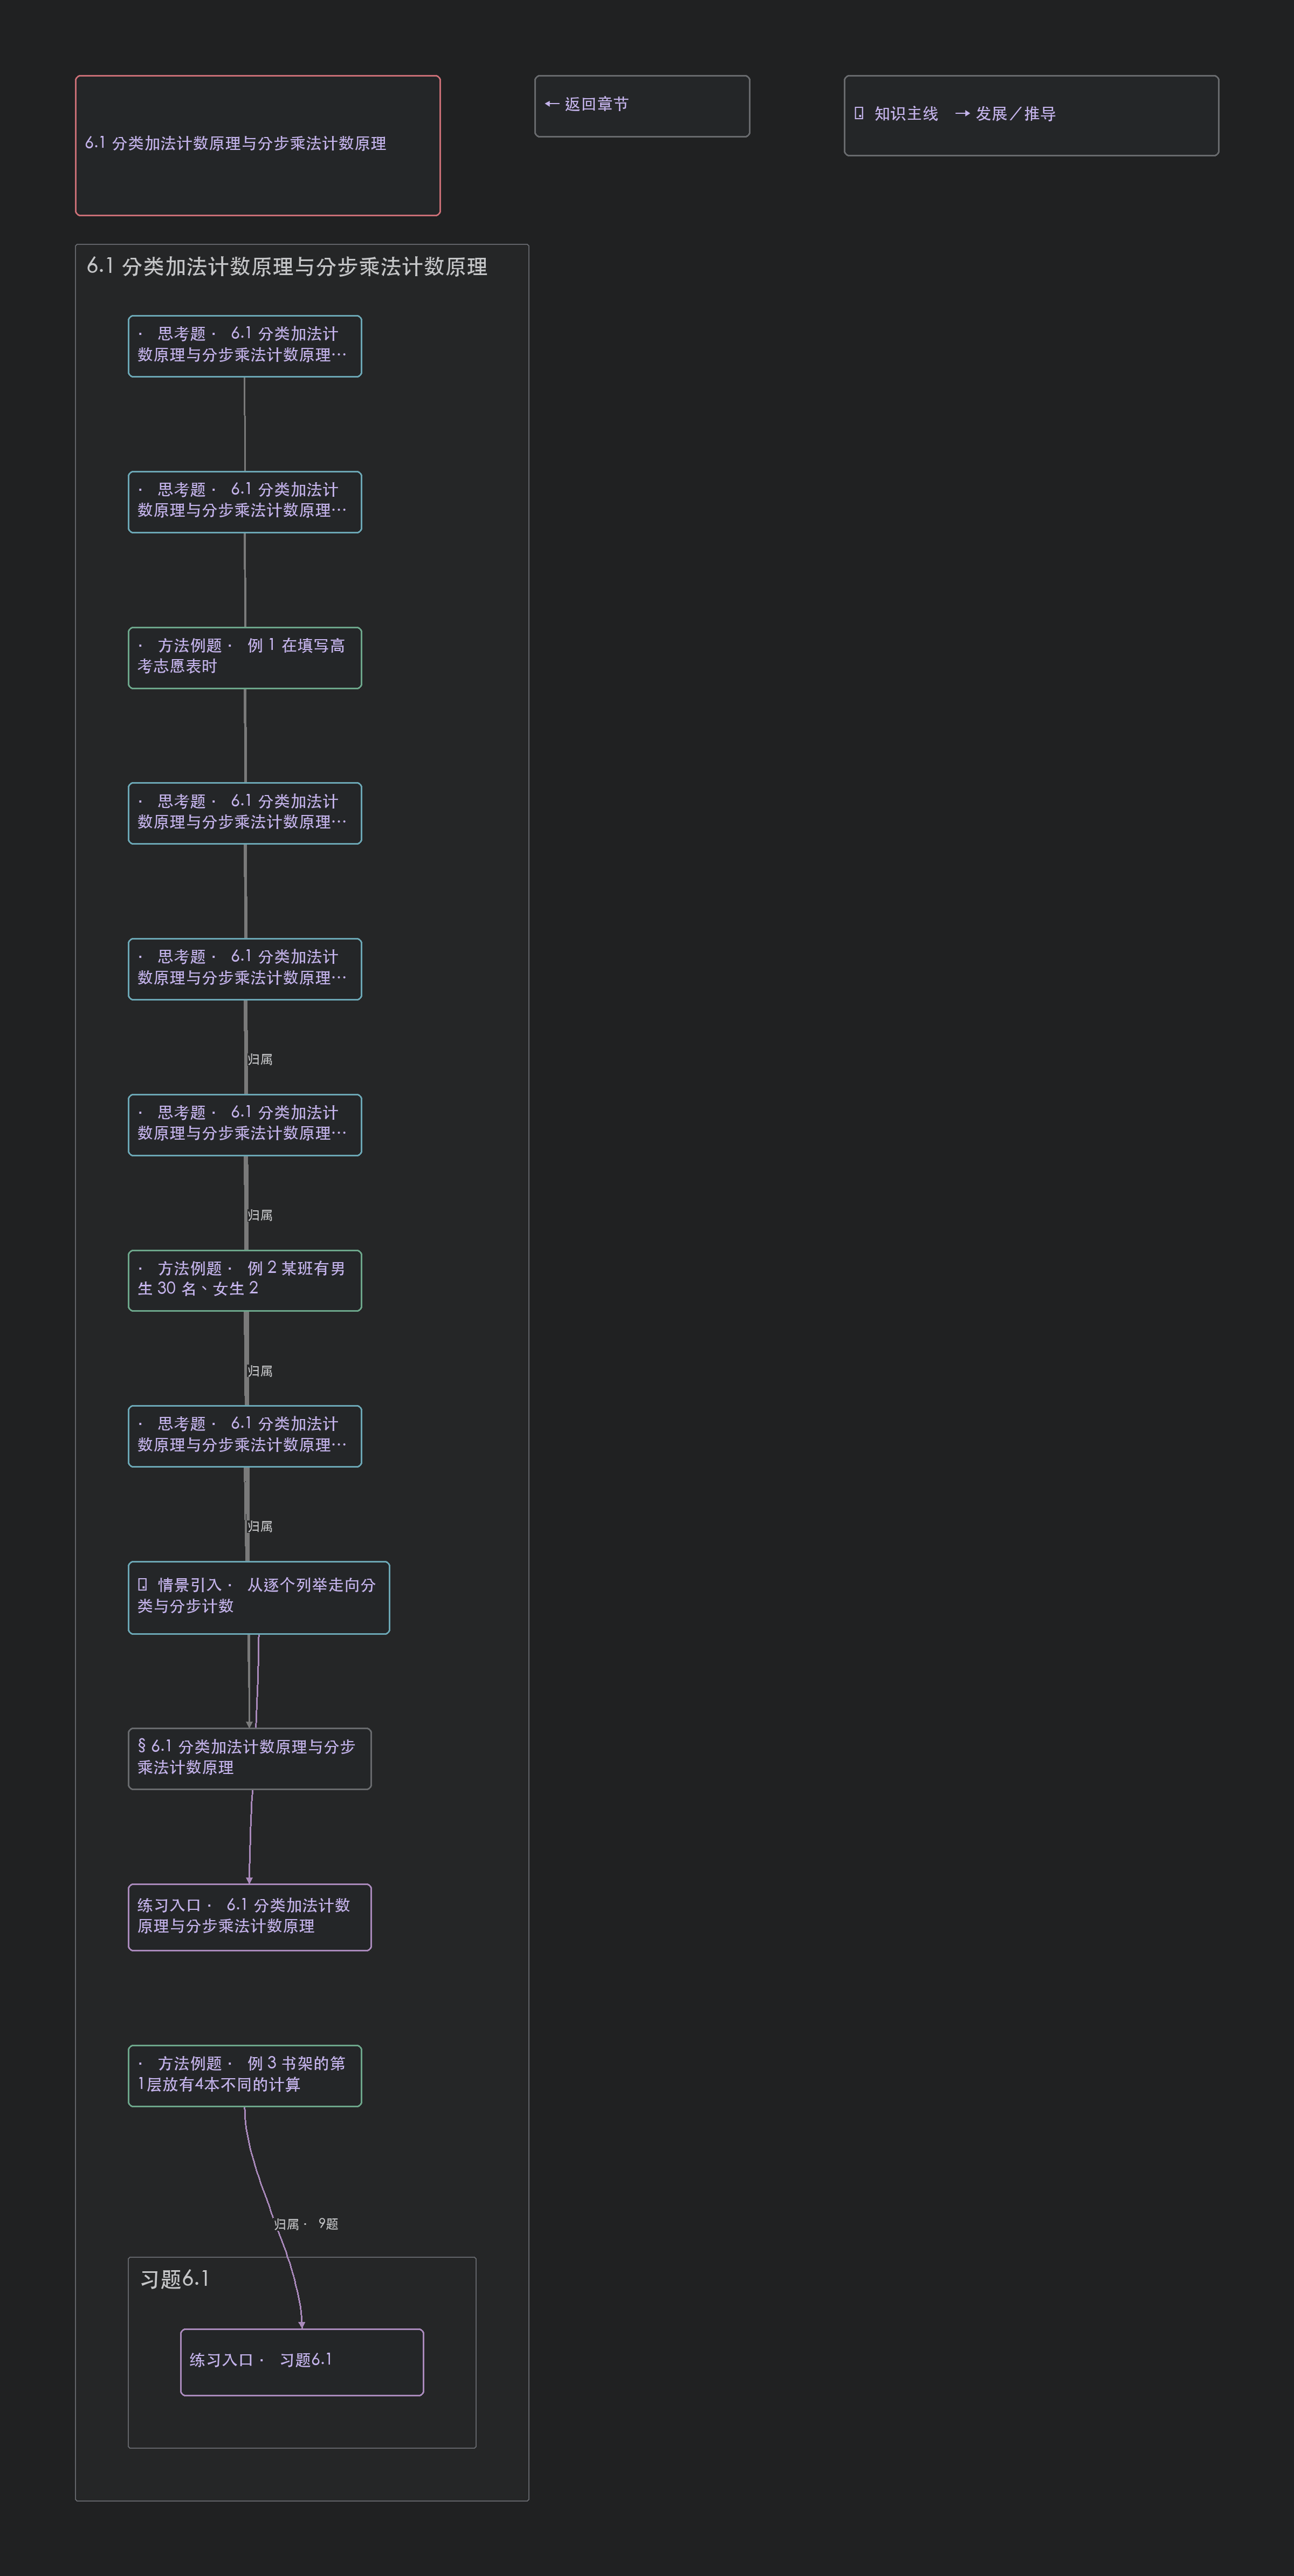 6.1 分类加法计数原理与分步乘法计数原理
← 返回章节
知识主线 → 发展／推导
6.1 分类加法计数原理与分步乘法计数原理
· 思考题 · 6.1 分类加法计
数原理与分步乘法计数原理…
· 思考题 · 6.1 分类加法计
数原理与分步乘法计数原理…
· 方法例题 · 例 1 在填写高
考志愿表时
· 思考题 · 6.1 分类加法计
数原理与分步乘法计数原理…
· 思考题 · 6.1 分类加法计
数原理与分步乘法计数原理…
归属
· 思考题 · 6.1 分类加法计
数原理与分步乘法计数原理…
归属
· 方法例题 · 例 2 某班有男
生 30 名、女生 2
归属
· 思考题 · 6.1 分类加法计
数原理与分步乘法计数原理…
归属
情景引入 · 从逐个列举走向分
类与分步计数
§ 6.1 分类加法计数原理与分步
乘法计数原理
练习入口 · 6.1 分类加法计数
原理与分步乘法计数原理
· 方法例题 · 例 3 书架的第
1层放有4本不同的计算
归属 · 9题
习题6.1
练习入口 · 习题6.1